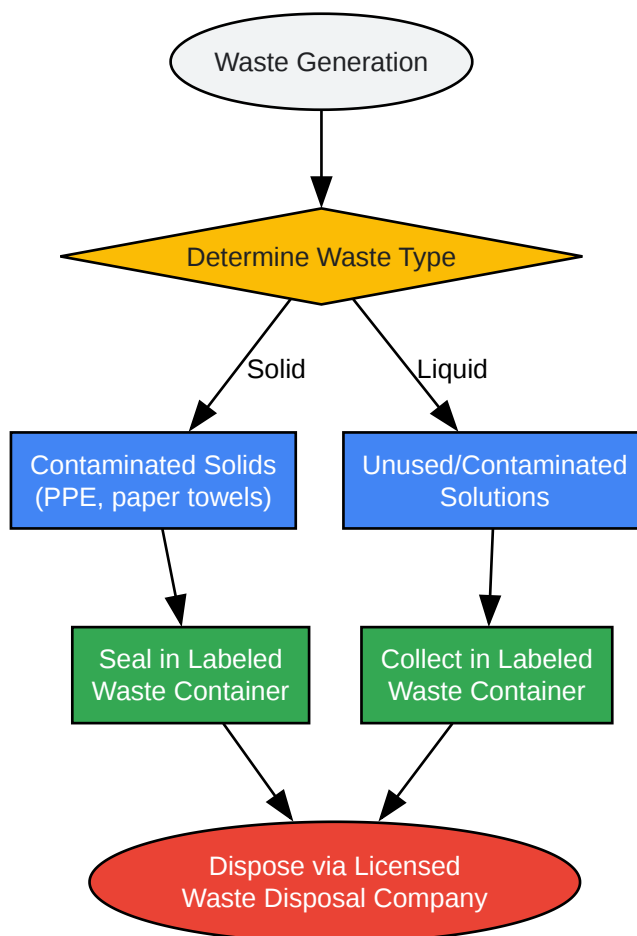 Waste Generation
Determine Waste Type
Solid
Liquid
Contaminated Solids
(PPE, paper towels)
Unused/Contaminated
Solutions
Seal in Labeled
Waste Container
Collect in Labeled
Waste Container
Dispose via Licensed
Waste Disposal Company